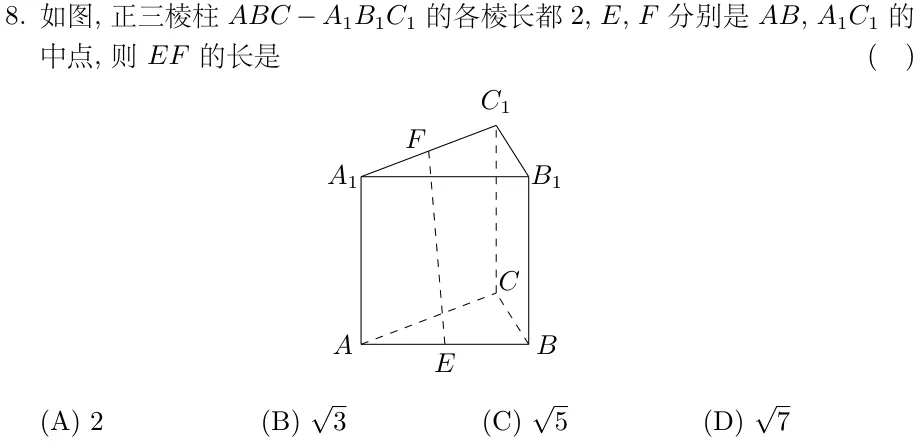 8. 如图, 正三棱柱 ABC − A₁B₁C₁ 的各棱长都 2, E, F 分别是 AB, A₁C₁ 的
中点, 则 EF 的长是 ( )
C₁
F
A₁ B₁
C
A B
E
(A) 2 (B) √3 (C) √5 (D) √7